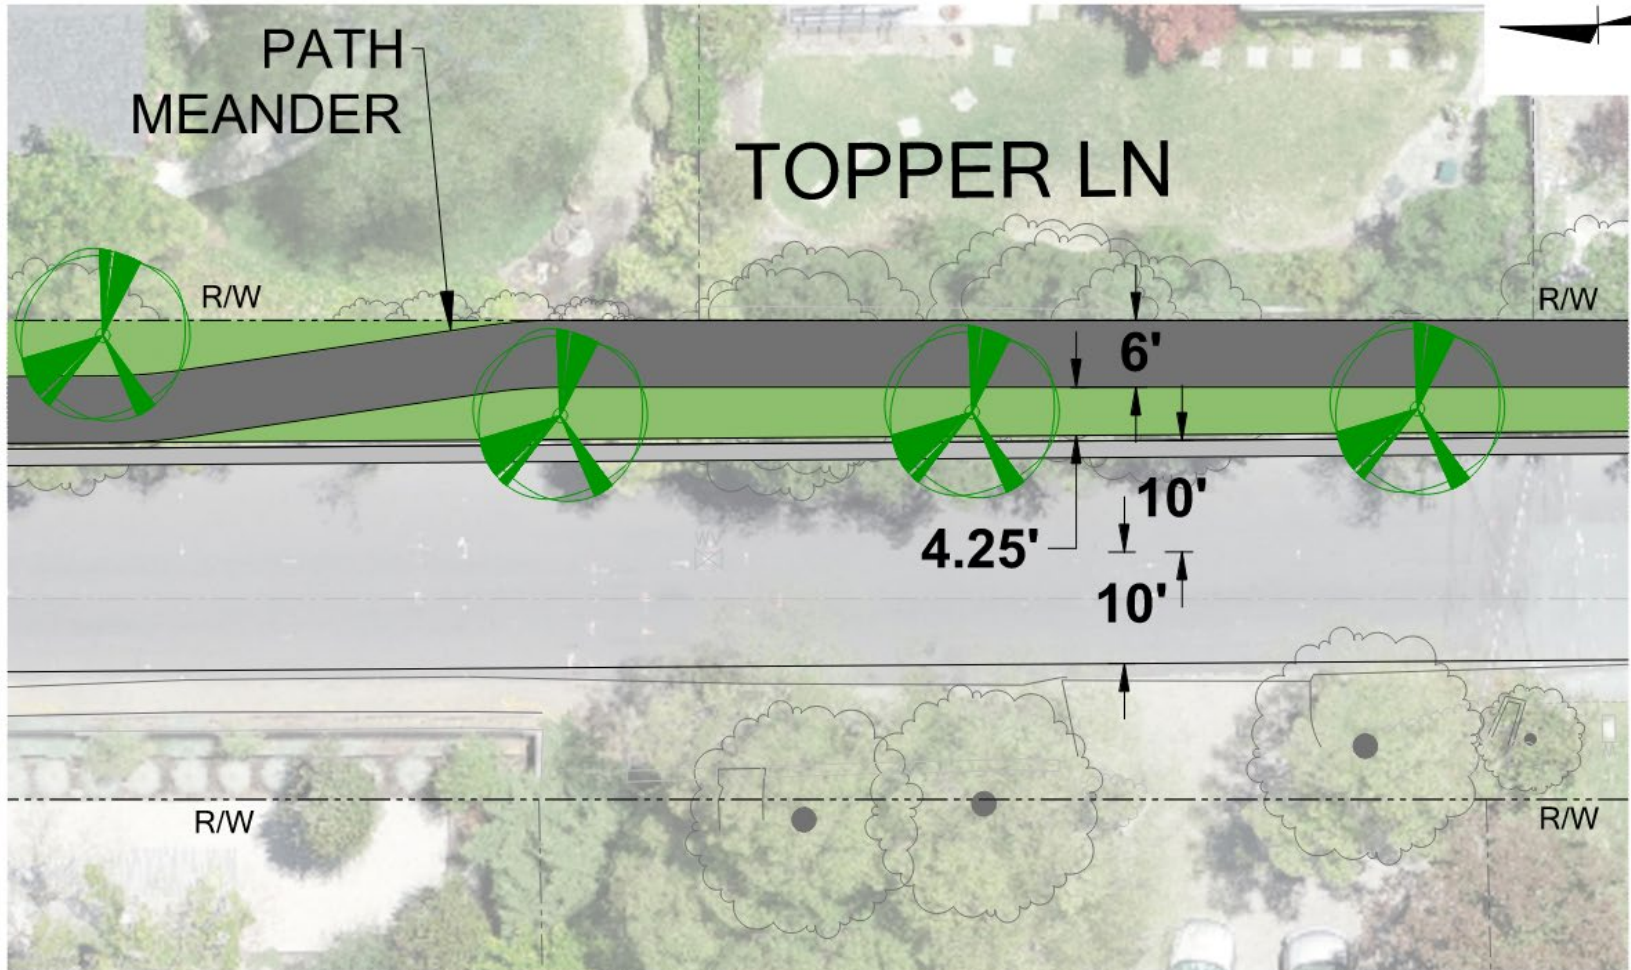 PATH
MEANDER
TOPPER LN
R/W
R/W
6'
10'
4.25'
10'
R/W
R/W